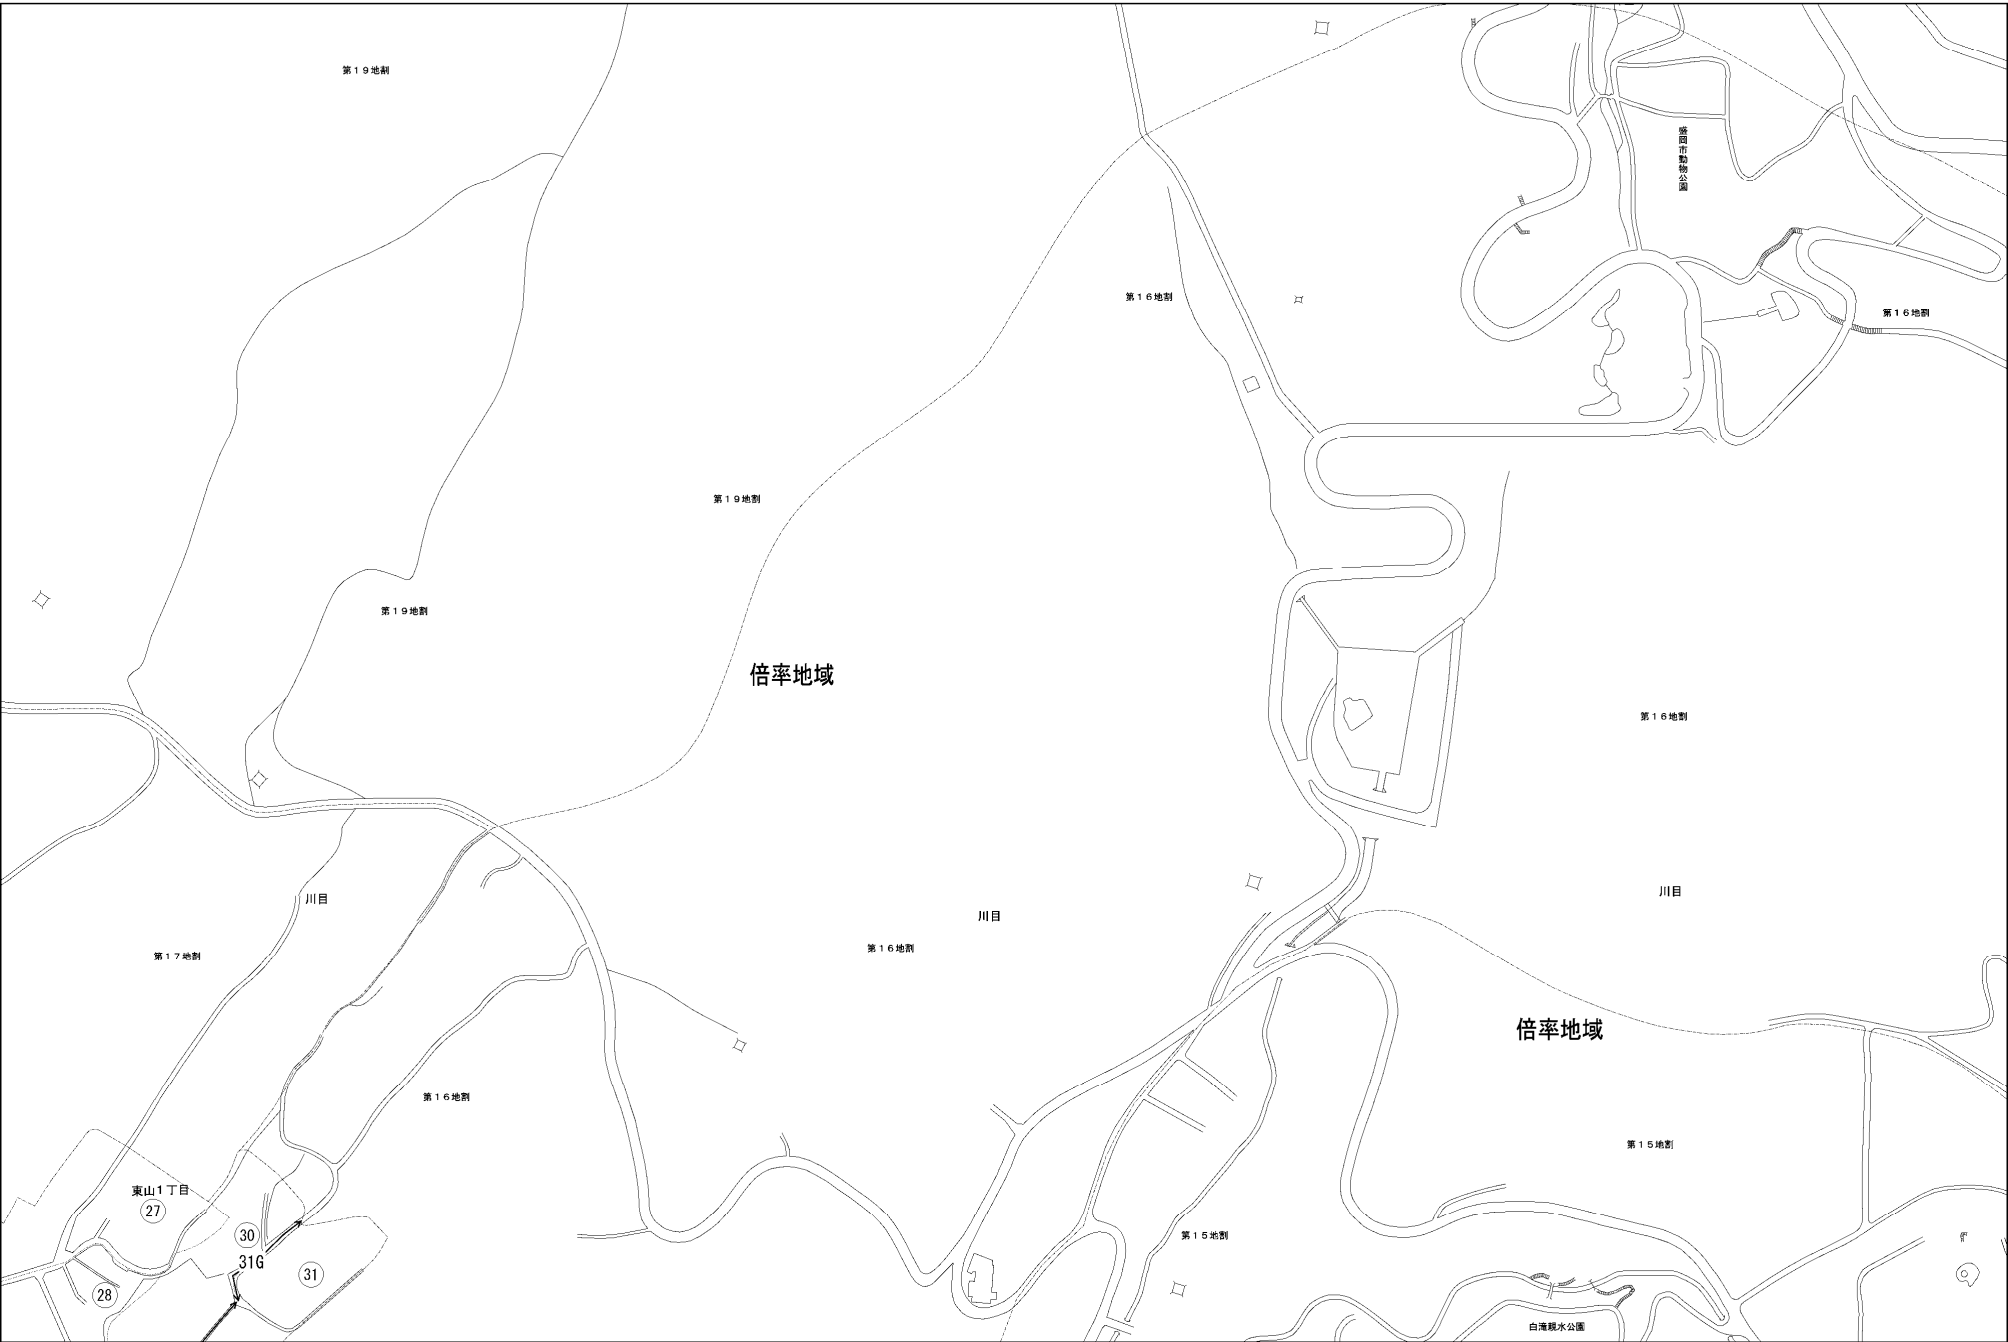 第19地割
盛岡市動物公園
第16地割
第16地割
第19地割
第19地割
倍率地域
第16地割
川目
川目
川目
第16地割
第17地割
倍率地域
第16地割
第15地割
東山1丁目
27
30
第15地割
31G
31
28
白滝親水公園